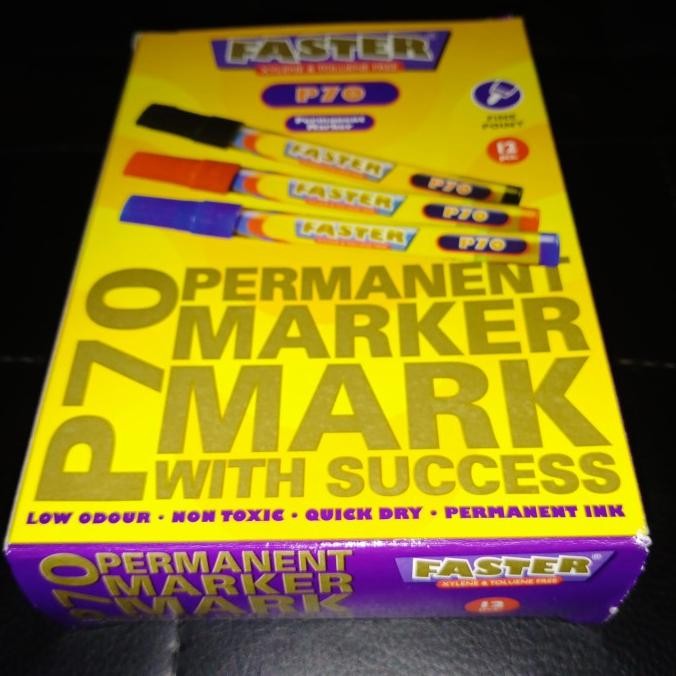 FASTER®
XYLENE & TOLUENE FREE
P70
Permanent
Marker
FINE
POINT
12
pcs.
FASTER
P70
FASTER
P70
FASTER
P70
P70
PERMANENT
MARKER
MARK
WITH SUCCESS
LOW ODOUR • NON TOXIC • QUICK DRY • PERMANENT INK
P70
PERMANENT
MARKER
MARK
FASTER®
XYLENE & TOLUENE FREE
12